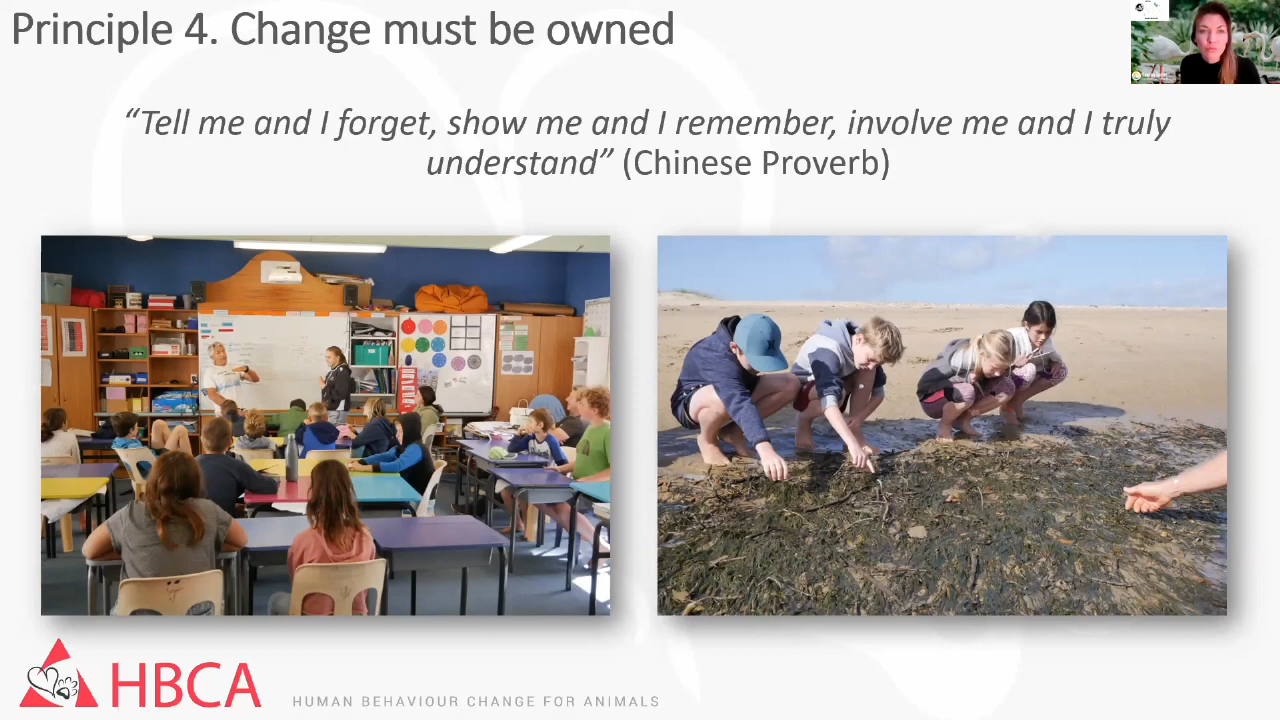 Principle 4. Change must be owned
“Tell me and I forget, show me and I remember, involve me and I truly
understand” (Chinese Proverb)
HBCA
HUMAN BEHAVIOUR CHANGE FOR ANIMALS